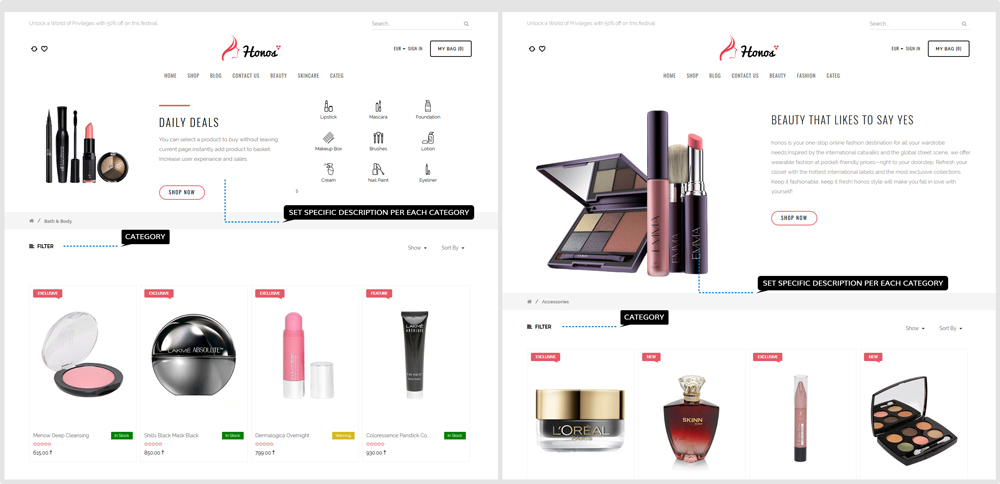 Unlock a World of Privileges with 50% off on this festival
Search..
Honos
EUR SIGN IN
MY BAG (0)
HOME SHOP BLOG CONTACT US BEAUTY SKINCARE CATEG
DAILY DEALS
You can select a product to buy without leaving
current page.instantly add product to basket.
Increase user experiance and sales.
SHOP NOW
Lipstick
Mascara
Foundation
Makeup Box
Brushes
Lotion
Cream
Nail Paint
Eyeliner
s
SET SPECIFIC DESCRIPTION PER EACH CATEGORY
/ Bath & Body
CATEGORY
FILTER
Show
Sort By
EXCLUSIVE
EXCLUSIVE
EXCLUSIVE
FEATURE
LAKMÉ ABSOLUTE
LAKMÉ
ABSOLUTE
Menow Deep Cleansing
In Stock
615.00 ₹
Shills Black Mask Black
In Stock
850.00 ₹
Dermalogica Overnight
Warning
799.00 ₹
Coloressence Panstick Co..
In Stock
930.00 ₹
Unlock a World of Privileges with 50% off on this festival
Search..
Honos
EUR SIGN IN
MY BAG (0)
HOME SHOP BLOG CONTACT US BEAUTY FASHION CATEG
BEAUTY THAT LIKES TO SAY YES
honos is your one-stop online fashion destination for all your wardrobe
needs.Inspired by the international catwalks and the global street scene, we offer
wearable fashion at pocket-friendly prices—right to your doorstep. Refresh your
closet with the hottest international labels and the most exclusive collections.
Keep it fashionable, keep it fresh! honos style will make you fall in love with
yourself!
SHOP NOW
EMMA
EMMA
SET SPECIFIC DESCRIPTION PER EACH CATEGORY
/ Accessories
CATEGORY
FILTER
Show
Sort By
EXCLUSIVE
NEW
EXCLUSIVE
NEW
L'ORÉAL
PARIS
SKINN